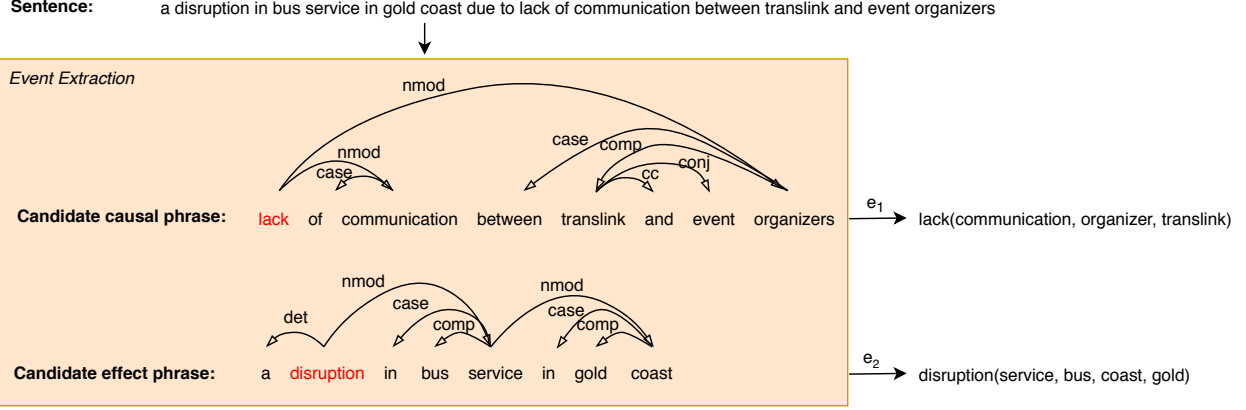 Sentence: a disruption in bus service in gold coast due to lack of communication between translink and event organizers
Event Extraction
nmod
case comp
nmod
case cc conj
Candidate causal phrase: lack of communication between translink and event organizers e1 lack(communication, organizer, translink)
nmod nmod
det case case
comp comp
Candidate effect phrase: a disruption in bus service in gold coast e2 disruption(service, bus, coast, gold)